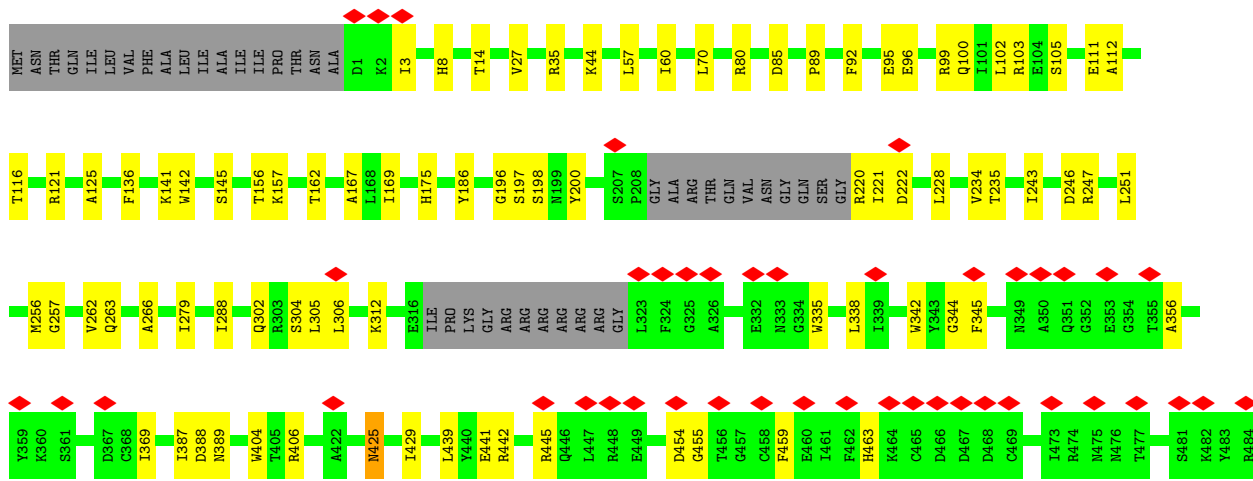 MET ASN THR GLN ILE LEU VAL PHE ALA LEU ILE ALA ILE ILE PRO THR ASN ALA D1 K2 I3 H8 T14 V27 R35 K44 L57 I60 L70 R80 D85 P89 F92 E95 E96 R99 Q100 I101 L102 R103 E104 S105 E111 A112
T116 R121 A125 F136 K141 W142 S145 T156 K157 T162 A167 L168 I169 H175 Y186 G196 S197 S198 N199 Y200 S207 P208 GLY ALA ARG THR GLN VAL ASN GLY GLN SER GLY R220 I221 D222 L228 V234 T235 I243 D246 R247 L251
M256 G257 V262 Q263 A266 I279 I288 Q302 R303 S304 L305 L306 K312 E316 ILE PRO LYS GLY ARG ARG ARG ARG ARG GLY L323 F324 G325 A326 E332 N333 G334 W335 L338 I339 W342 Y343 G344 F345 N349 A350 Q351 G352 E353 G354 T355 A356
Y359 K360 S361 D367 C368 I369 I387 D388 N389 W404 T405 R406 A422 N425 I429 L439 Y440 E441 R442 R445 Q446 L447 R448 E449 D454 G455 T456 G457 C458 F459 E460 I461 F462 H463 K464 C465 D466 D467 D468 C469 I473 R474 N475 N476 T477 S481 K482 Y483 R484